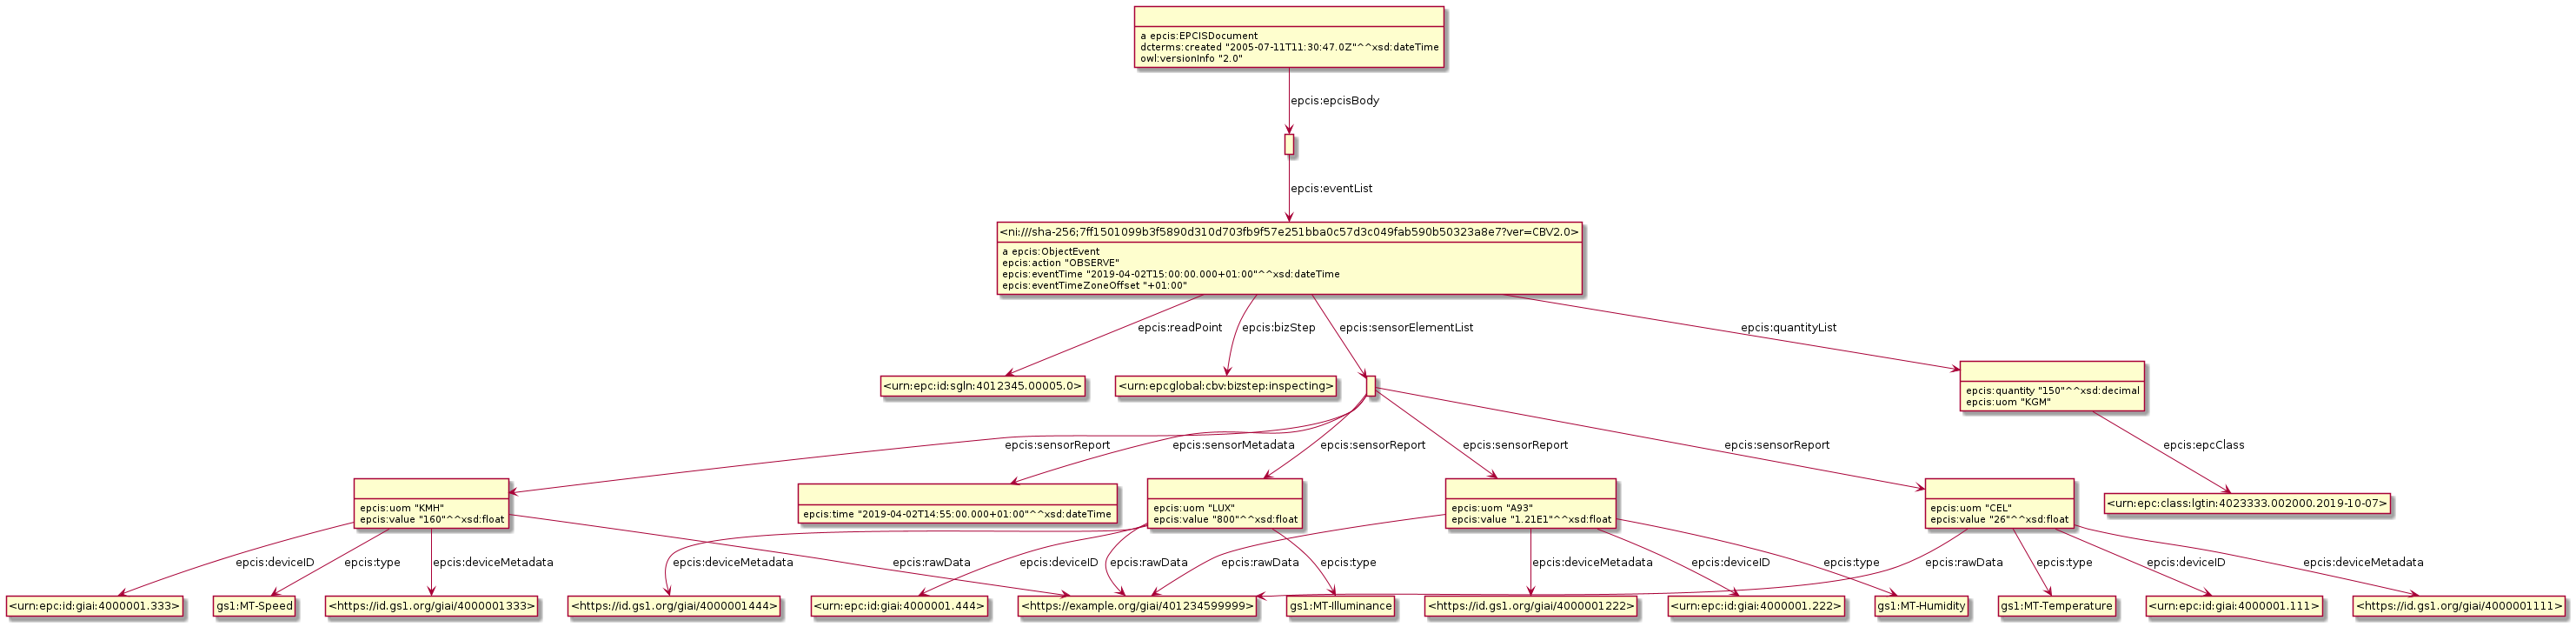 a epcis:EPCISDocument
dcterms:created "2005-07-11T11:30:47.0Z"^^xsd:dateTime
owl:versionInfo "2.0"
epcis:epcisBody
epcis:eventList
<ni:///sha-256;7ff1501099b3f5890d310d703fb9f57e251bba0c57d3c049fab590b50323a8e7?ver=CBV2.0>
a epcis:ObjectEvent
epcis:action "OBSERVE"
epcis:eventTime "2019-04-02T15:00:00.000+01:00"^^xsd:dateTime
epcis:eventTimeZoneOffset "+01:00"
epcis:readPoint
epcis:bizStep
epcis:sensorElementList
epcis:quantityList
<urn:epc:id:sgln:4012345.00005.0>
<urn:epcglobal:cbv:bizstep:inspecting>
epcis:quantity "150"^^xsd:decimal
epcis:uom "KGM"
epcis:sensorReport
epcis:sensorMetadata
epcis:sensorReport
epcis:sensorReport
epcis:sensorReport
epcis:epcClass
epcis:uom "KMH"
epcis:value "160"^^xsd:float
epcis:time "2019-04-02T14:55:00.000+01:00"^^xsd:dateTime
epcis:uom "LUX"
epcis:value "800"^^xsd:float
epcis:uom "A93"
epcis:value "1.21E1"^^xsd:float
epcis:uom "CEL"
epcis:value "26"^^xsd:float
<urn:epc:class:lgtin:4023333.002000.2019-10-07>
epcis:deviceID
epcis:type
epcis:deviceMetadata
epcis:deviceMetadata
epcis:rawData
epcis:deviceID
epcis:rawData
epcis:rawData
epcis:type
epcis:deviceMetadata
epcis:deviceID
epcis:type
epcis:rawData
epcis:type
epcis:deviceID
epcis:deviceMetadata
<urn:epc:id:giai:4000001.333>
gs1:MT-Speed
<https://id.gs1.org/giai/4000001333>
<https://id.gs1.org/giai/4000001444>
<urn:epc:id:giai:4000001.444>
<https://example.org/giai/401234599999>
gs1:MT-Illuminance
<https://id.gs1.org/giai/4000001222>
<urn:epc:id:giai:4000001.222>
gs1:MT-Humidity
gs1:MT-Temperature
<urn:epc:id:giai:4000001.111>
<https://id.gs1.org/giai/4000001111>